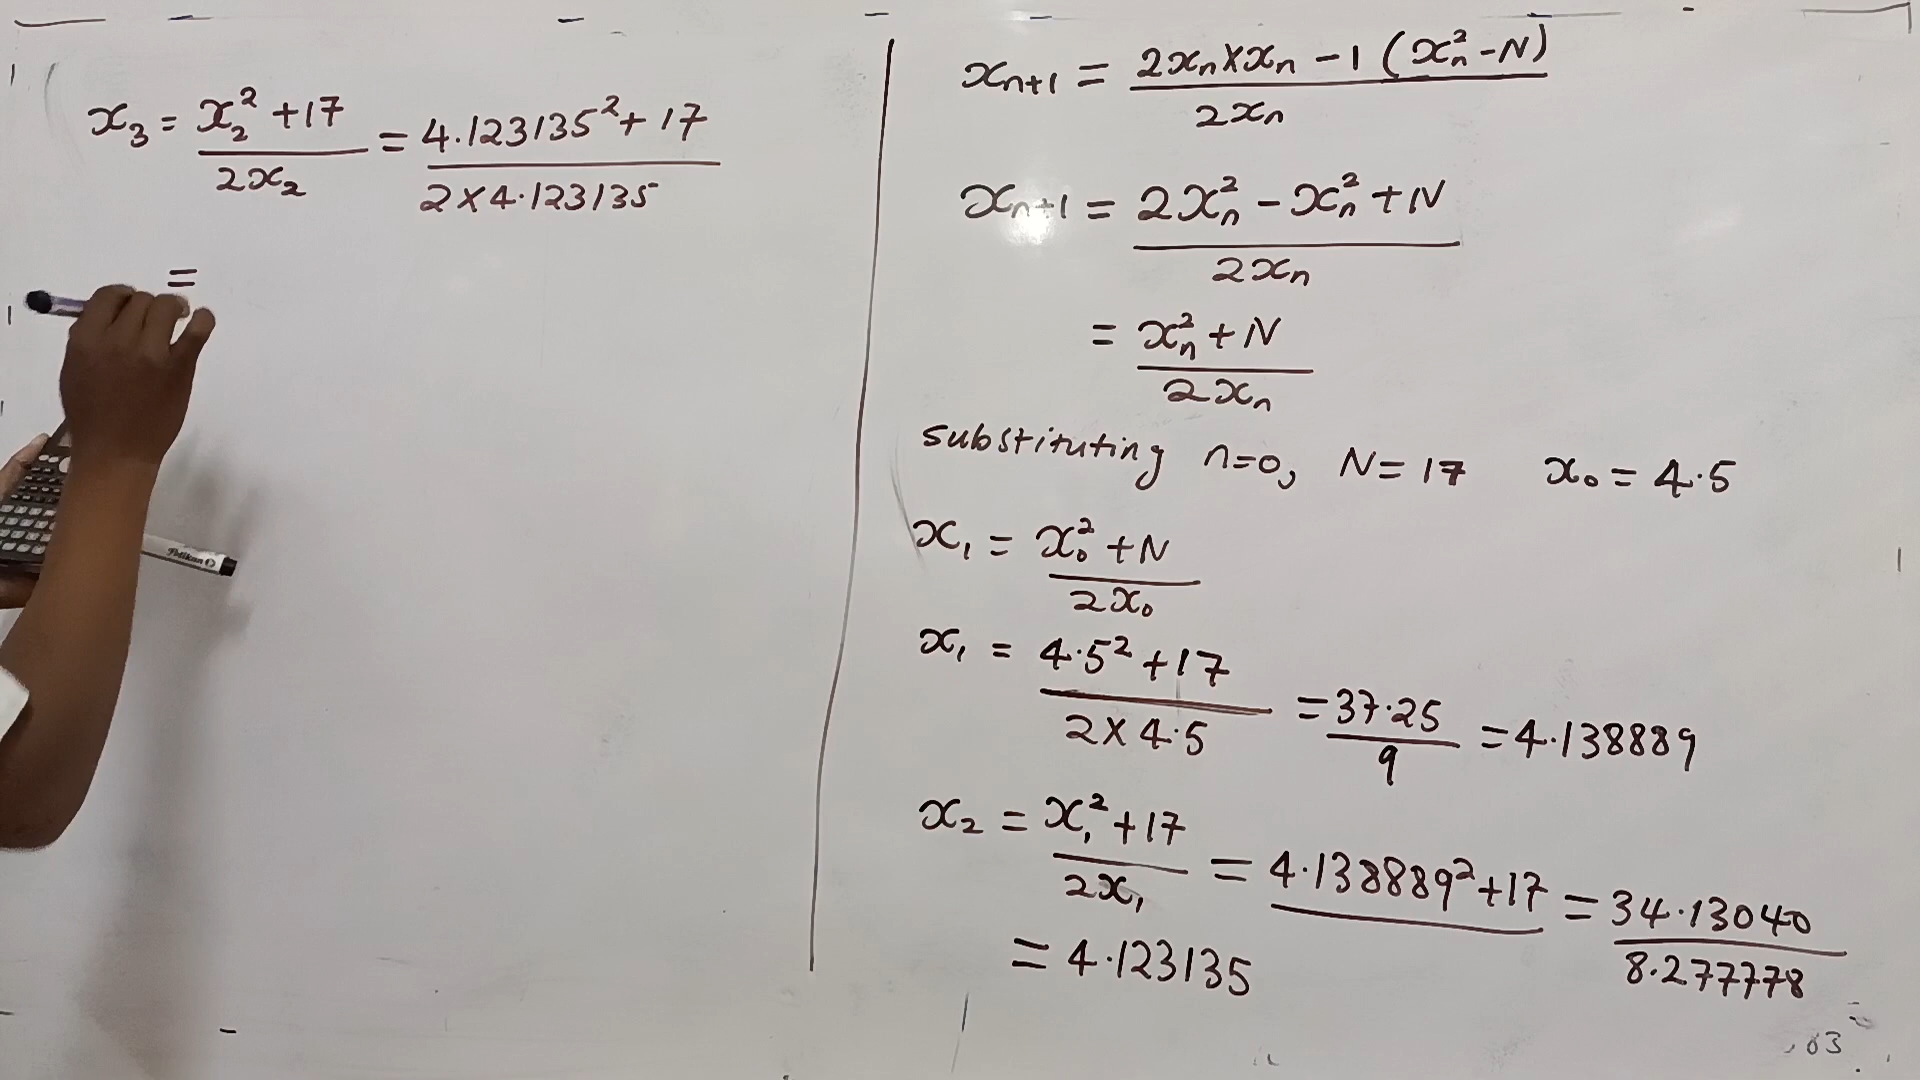 x₃ = (x₂² + 17)/(2x₂) = (4.123135² + 17)/(2 × 4.123135)
=
xₙ₊₁ = (2xₙ × xₙ − 1 (xₙ² − N))/(2xₙ)
xₙ₊₁ = (2xₙ² − xₙ² + N)/(2xₙ)
= (xₙ² + N)/(2xₙ)
substituting n=0, N = 17 x₀ = 4.5
x₁ = (x₀² + N)/(2x₀)
x₁ = (4.5² + 17)/(2 × 4.5) = 37.25/9 = 4.138889
x₂ = (x₁² + 17)/(2x₁) = 4.138889² + 17 = 34.13040/8.277778
= 4.123135
Pelikan